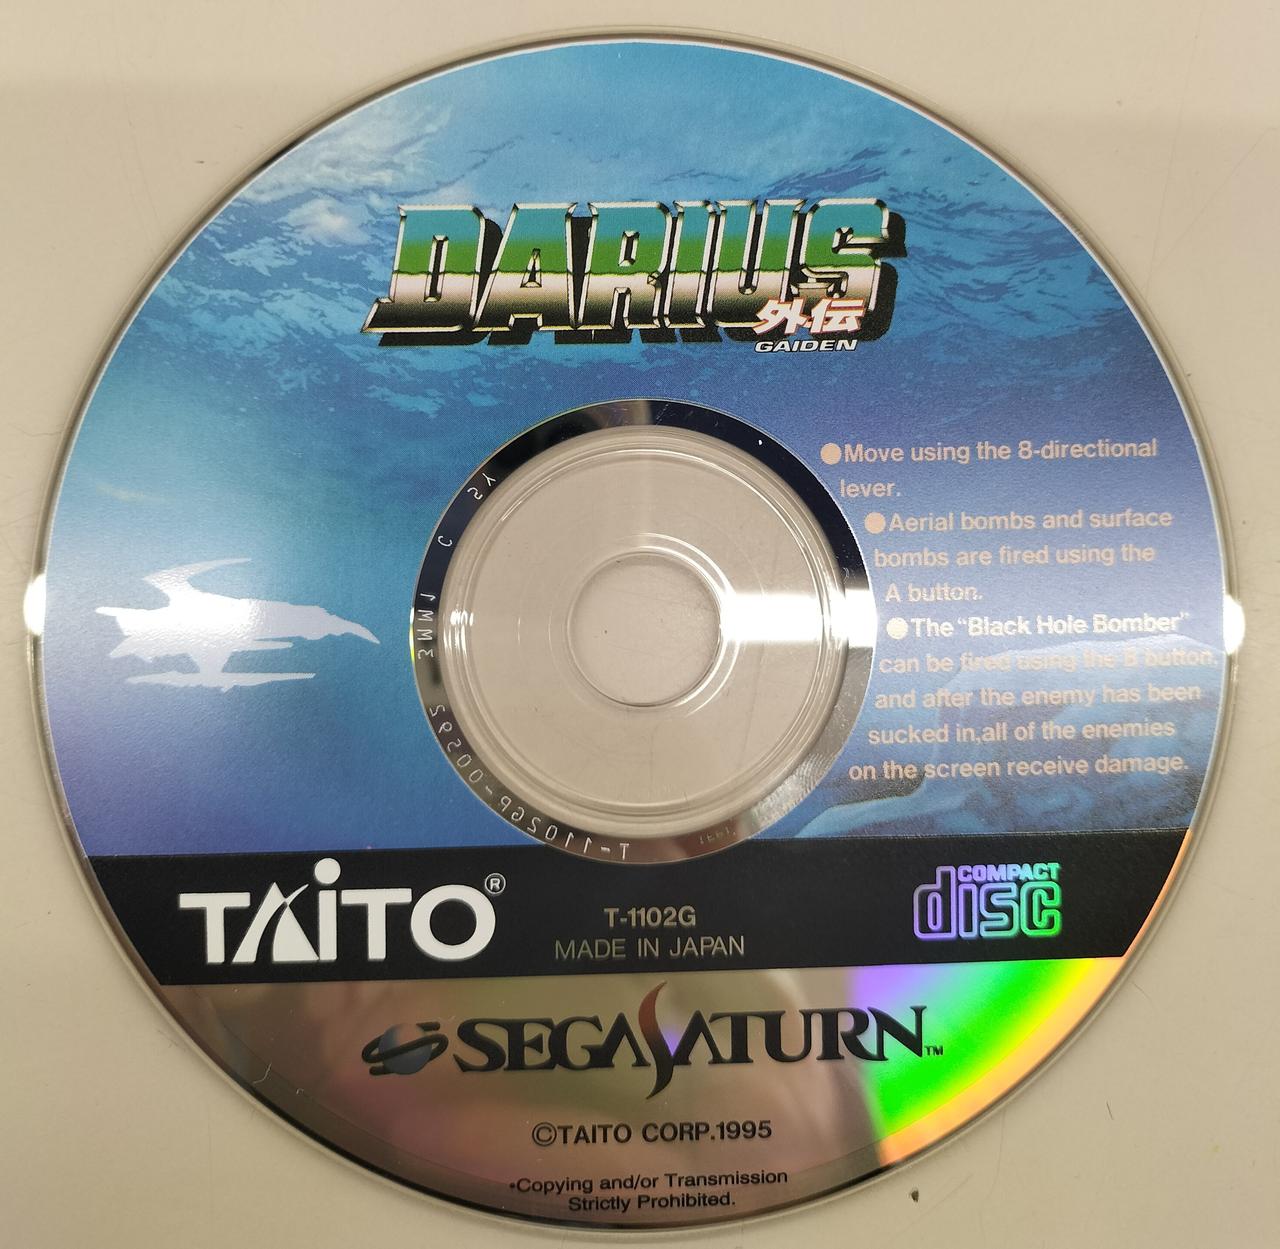 DARIUS
外伝
GAIDEN
●Move using the 8-directional
lever.
●Aerial bombs and surface
bombs are fired using the
A button.
●The “Black Hole Bomber”
can be fired using the B button,
and after the enemy has been
sucked in,all of the enemies
on the screen receive damage.
TAITO®
T-1102G
MADE IN JAPAN
COMPACT
disc
SEGA SATURN™
©TAITO CORP.1995
•Copying and/or Transmission
Strictly Prohibited.